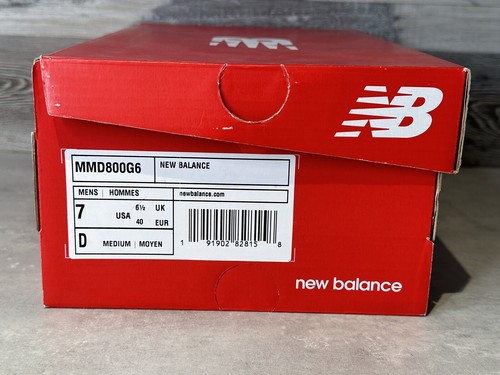 NB
MMD800G6
NEW BALANCE
MENS | HOMMES
newbalance.com
7 USA 6½ UK
40 EUR
D MEDIUM | MOYEN
1 91902 82815 8
new balance